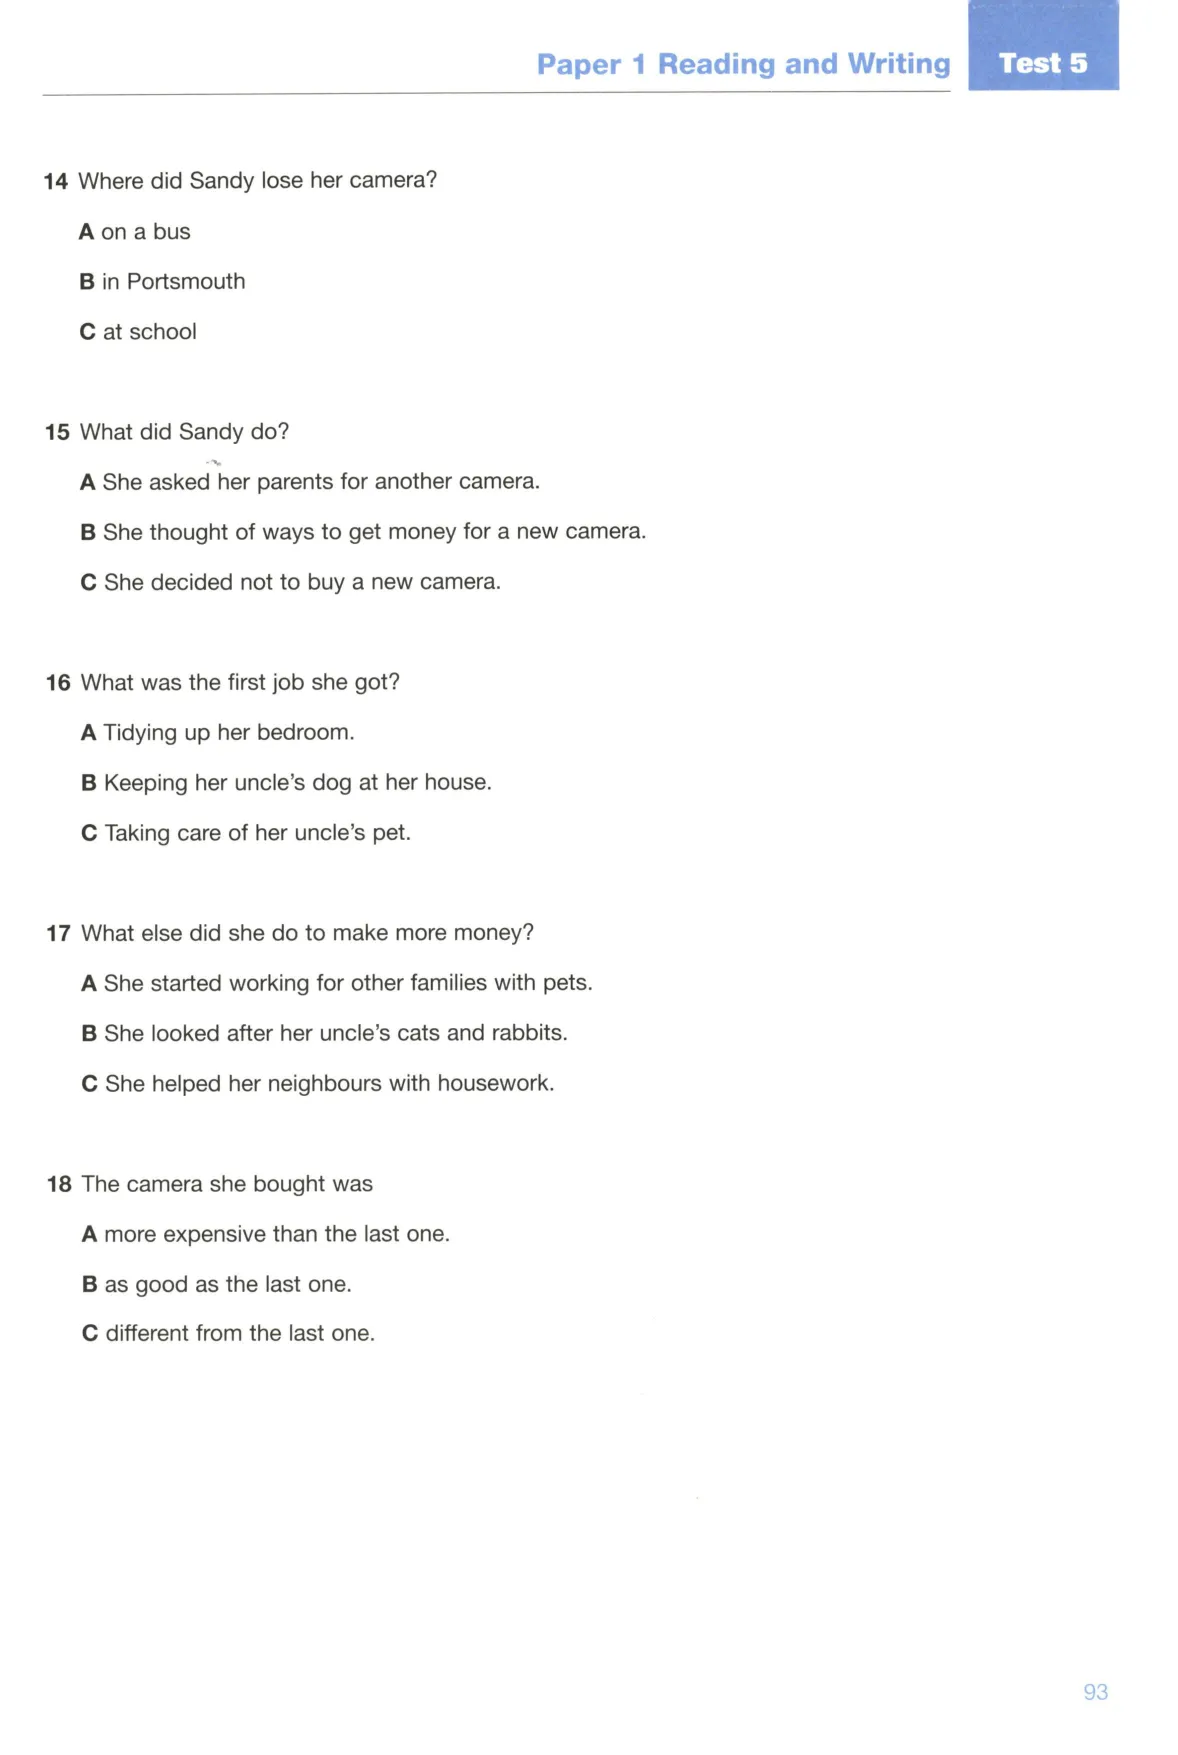 Paper 1 Reading and Writing Test 5
14 Where did Sandy lose her camera?
A on a bus
B in Portsmouth
C at school
15 What did Sandy do?
A She asked her parents for another camera.
B She thought of ways to get money for a new camera.
C She decided not to buy a new camera.
16 What was the first job she got?
A Tidying up her bedroom.
B Keeping her uncle's dog at her house.
C Taking care of her uncle's pet.
17 What else did she do to make more money?
A She started working for other families with pets.
B She looked after her uncle's cats and rabbits.
C She helped her neighbours with housework.
18 The camera she bought was
A more expensive than the last one.
B as good as the last one.
C different from the last one.
93